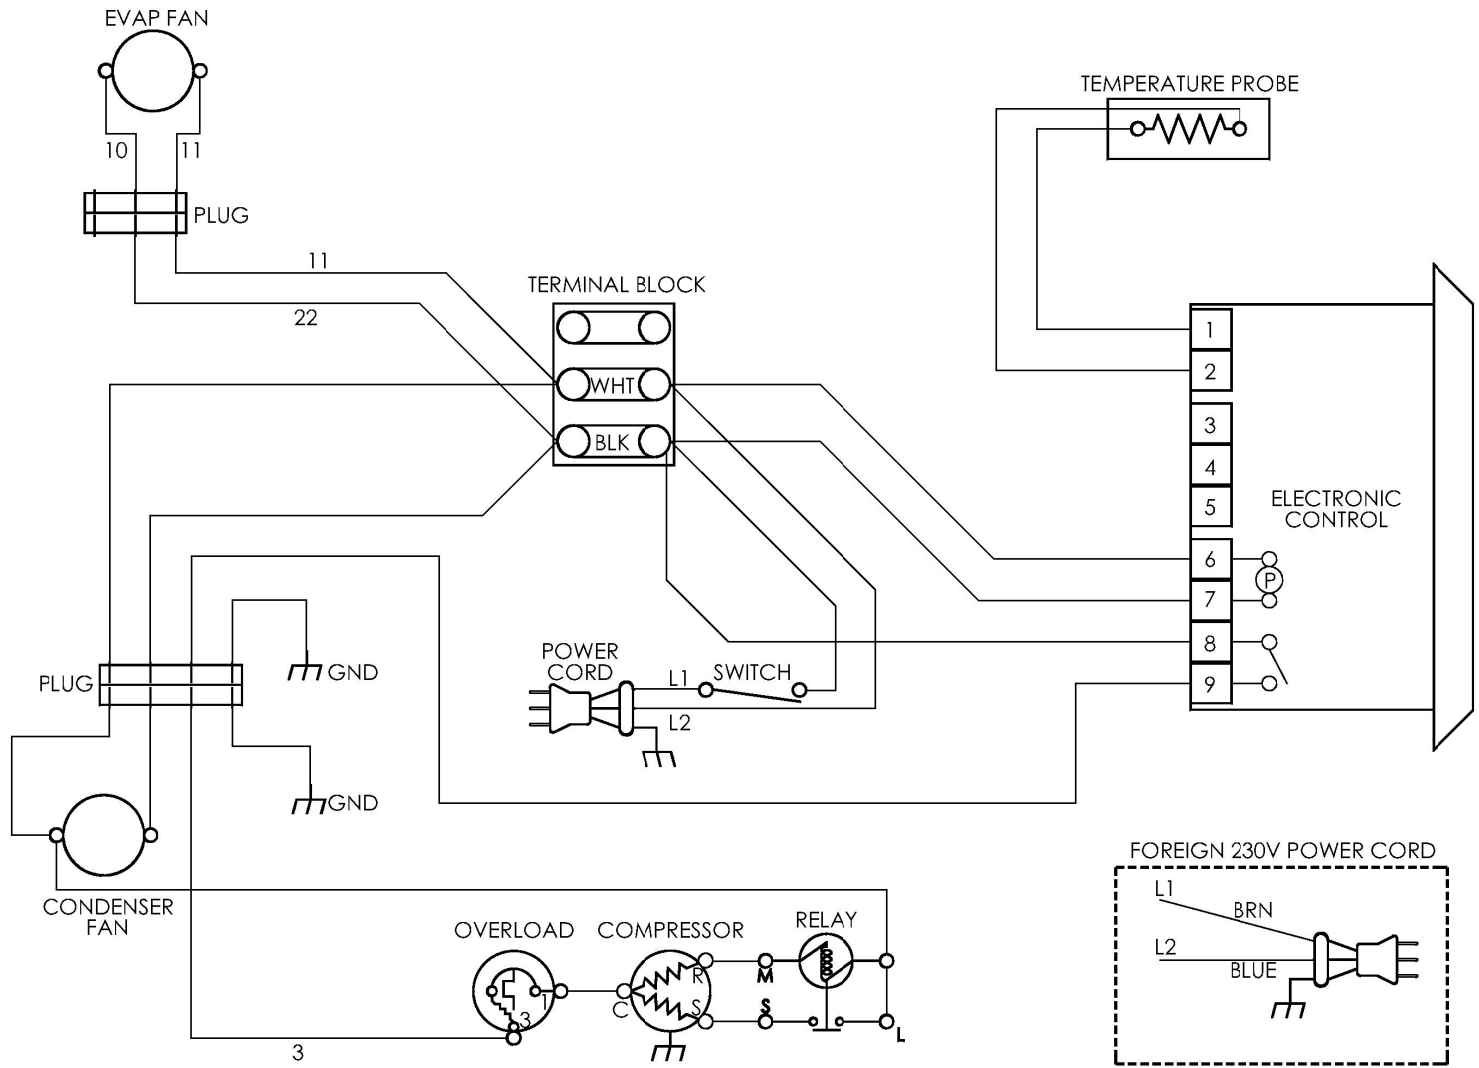 EVAP FAN
10
11
PLUG
11
22
TERMINAL BLOCK
WHT
BLK
TEMPERATURE PROBE
1
2
3
4
5
6
7
8
9
P
ELECTRONIC
CONTROL
POWER
CORD
L1
SWITCH
L2
PLUG
GND
GND
CONDENSER
FAN
OVERLOAD
1
3
3
COMPRESSOR
R
C
S
M
S
RELAY
L
FOREIGN 230V POWER CORD
L1
BRN
L2
BLUE